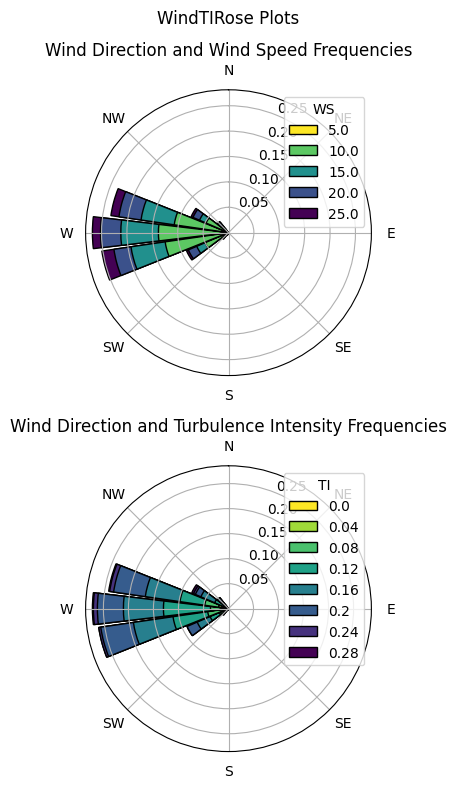 WindTIRose Plots
Wind Direction and Wind Speed Frequencies
N
NW
NE
W
E
SW
SE
S
0.05
0.10
0.15
0.20
0.25
WS
5.0
10.0
15.0
20.0
25.0
Wind Direction and Turbulence Intensity Frequencies
N
NW
NE
W
E
SW
SE
S
0.05
0.10
0.15
0.20
0.25
TI
0.0
0.04
0.08
0.12
0.16
0.2
0.24
0.28